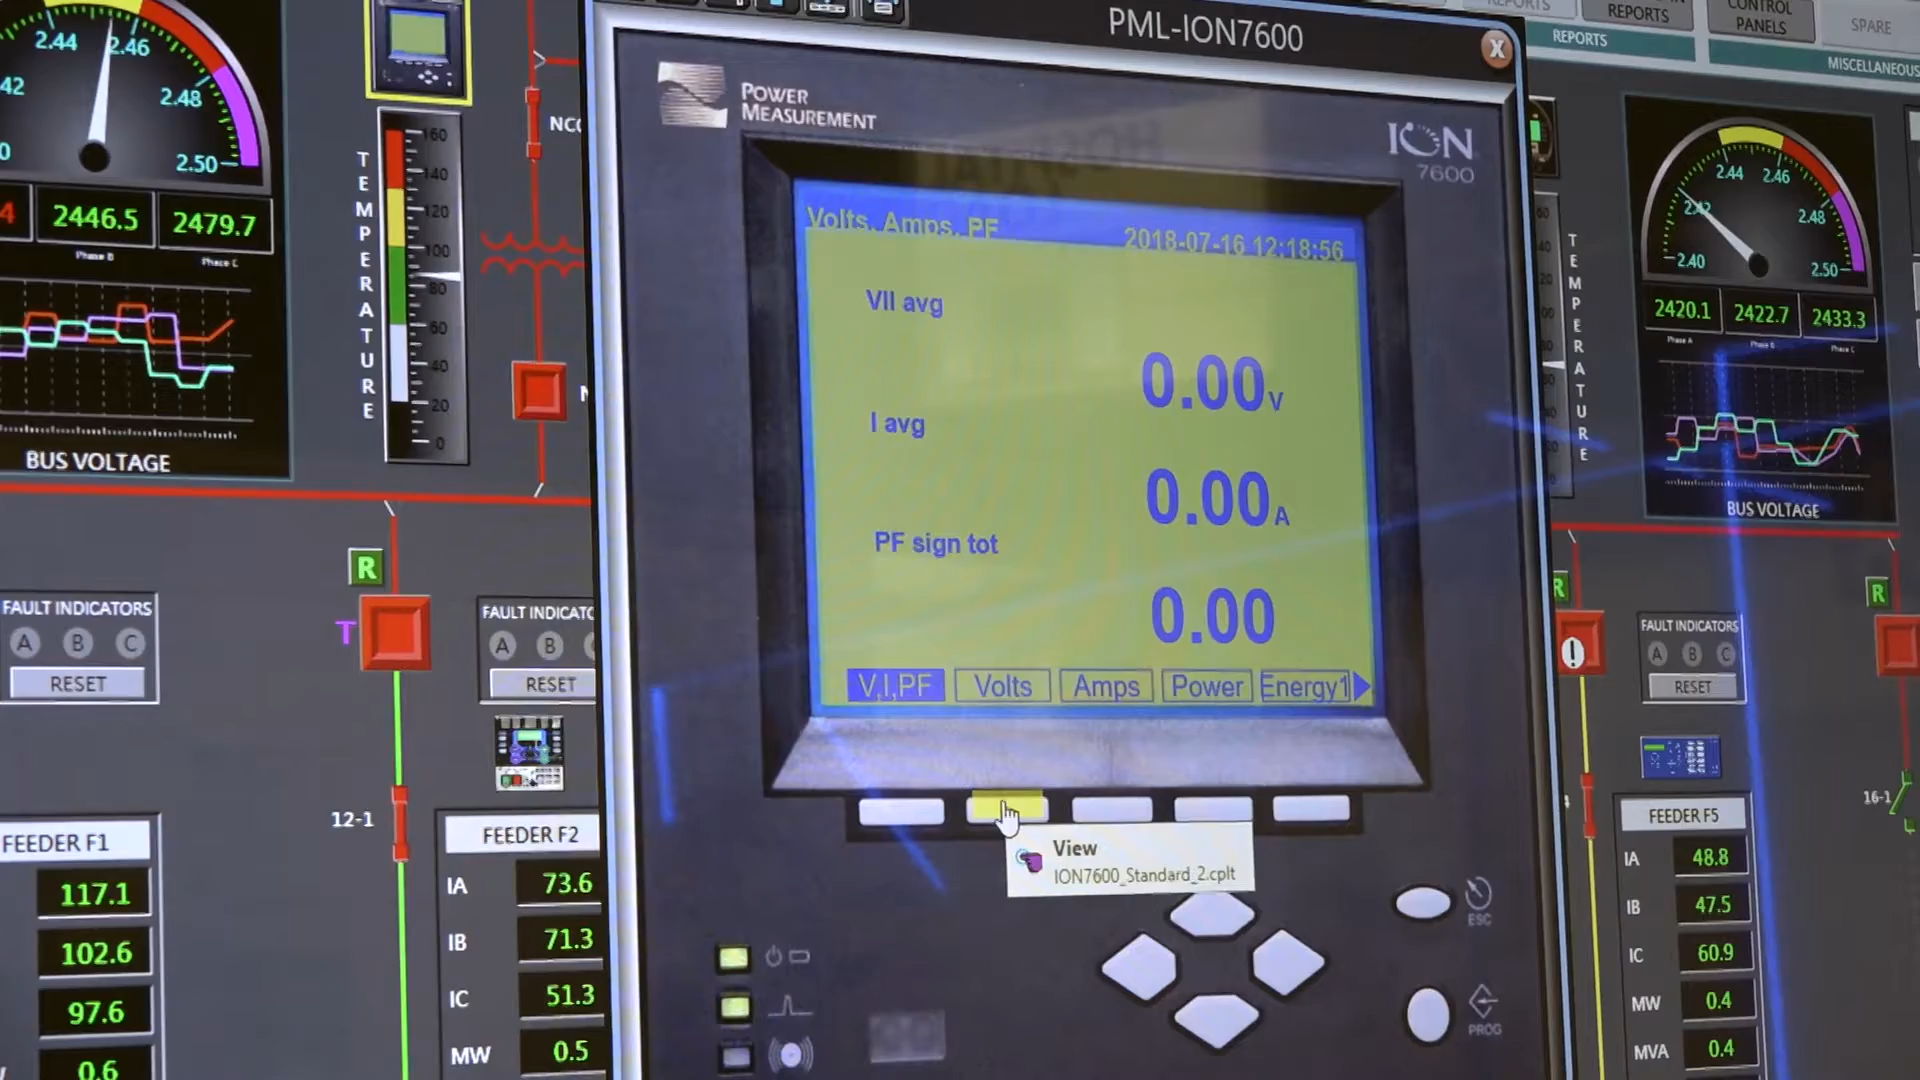 PML-ION7600
X
REPORTS
REPORTS
CONTROL
PANELS
SPARE
REPORTS
MISCELLANEOUS
2.44
2.46
2.48
2.50
2446.5
2479.7
Phase B
Phase C
BUS VOLTAGE
TEMPERATURE
160
140
120
100
80
60
40
20
0
POWER
MEASUREMENT
ION
7600
Volts, Amps, PF
2018-07-16 12:18:56
Vll avg
0.00 V
I avg
0.00 A
PF sign tot
0.00
V,I,PF
Volts
Amps
Power
Energy1
View
ION7600_Standard_2.cplt
ESC
PROG
2.40
2.42
2.44
2.46
2.48
2.50
2420.1
2422.7
2433.3
Phase A
Phase B
Phase C
BUS VOLTAGE
TEMPERATURE
FAULT INDICATORS
A B C
RESET
R
T
12-1
FEEDER F1
117.1
102.6
97.6
0.6
A B
RESET
FEEDER F2
IA 73.6
IB 71.3
IC 51.3
MW 0.5
R
!
FAULT INDICATORS
A B C
RESET
R
16-1
FEEDER F5
IA 48.8
IB 47.5
IC 60.9
MW 0.4
MVA 0.4